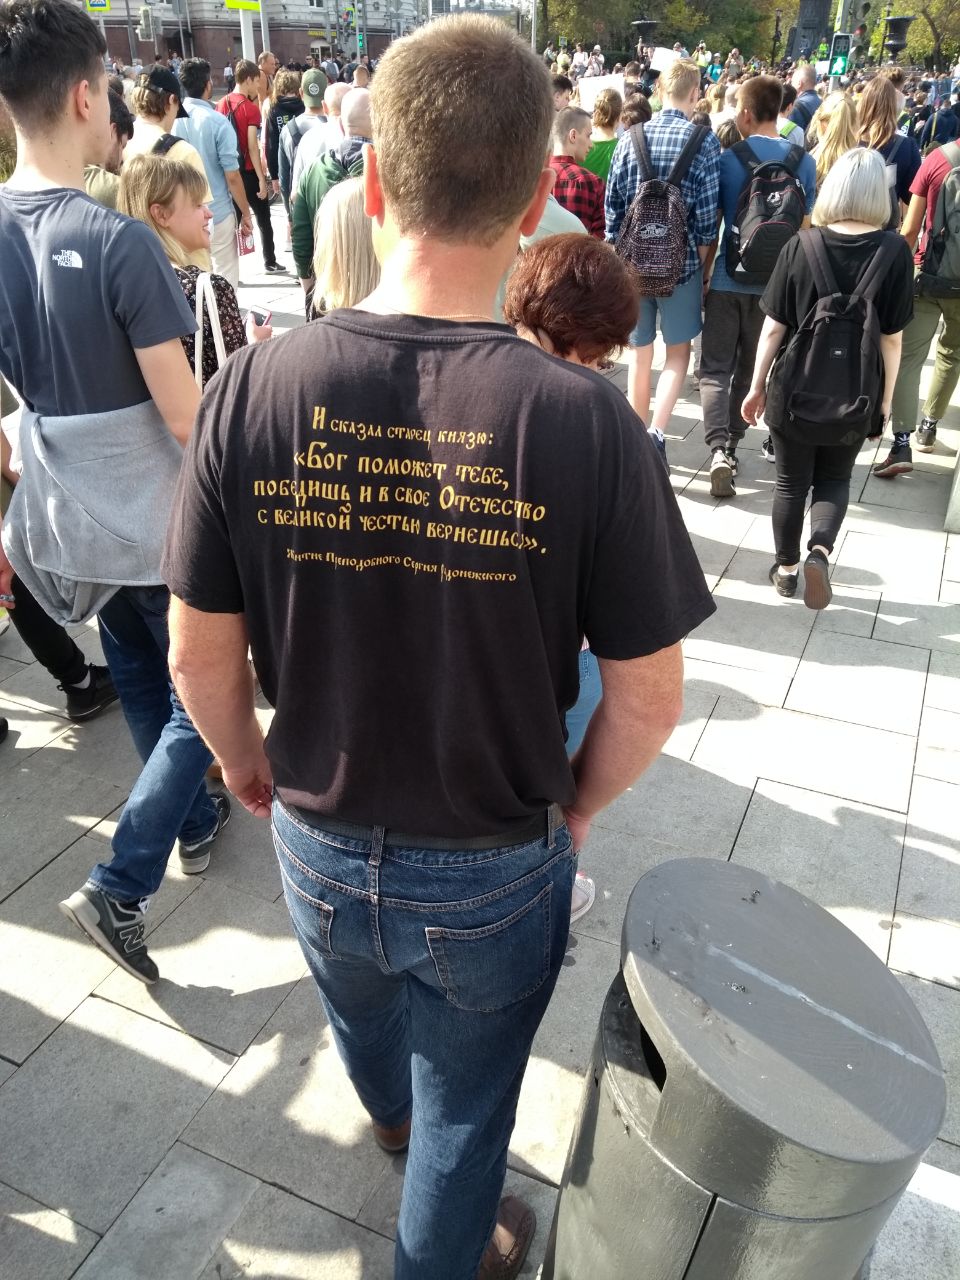 THE
NORTH
FACE
И сказал старец князю:
«Бог поможет тебе,
победишь и в свое Отечество
с великой честью вернешься».
Житие Преподобного Сергия Радонежского